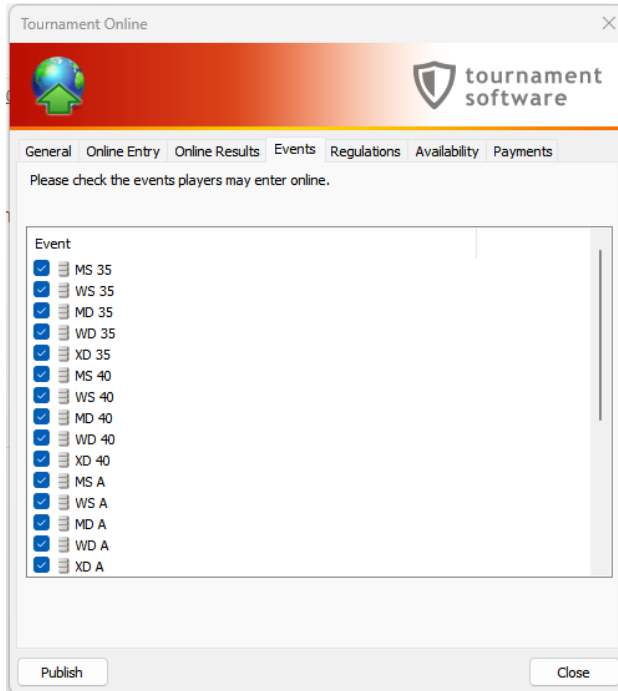 Tournament Online
tournament
software
General Online Entry Online Results Events Regulations Availability Payments
Please check the events players may enter online.
Event
MS 35
WS 35
MD 35
WD 35
XD 35
MS 40
WS 40
MD 40
WD 40
XD 40
MS A
WS A
MD A
WD A
XD A
Publish Close